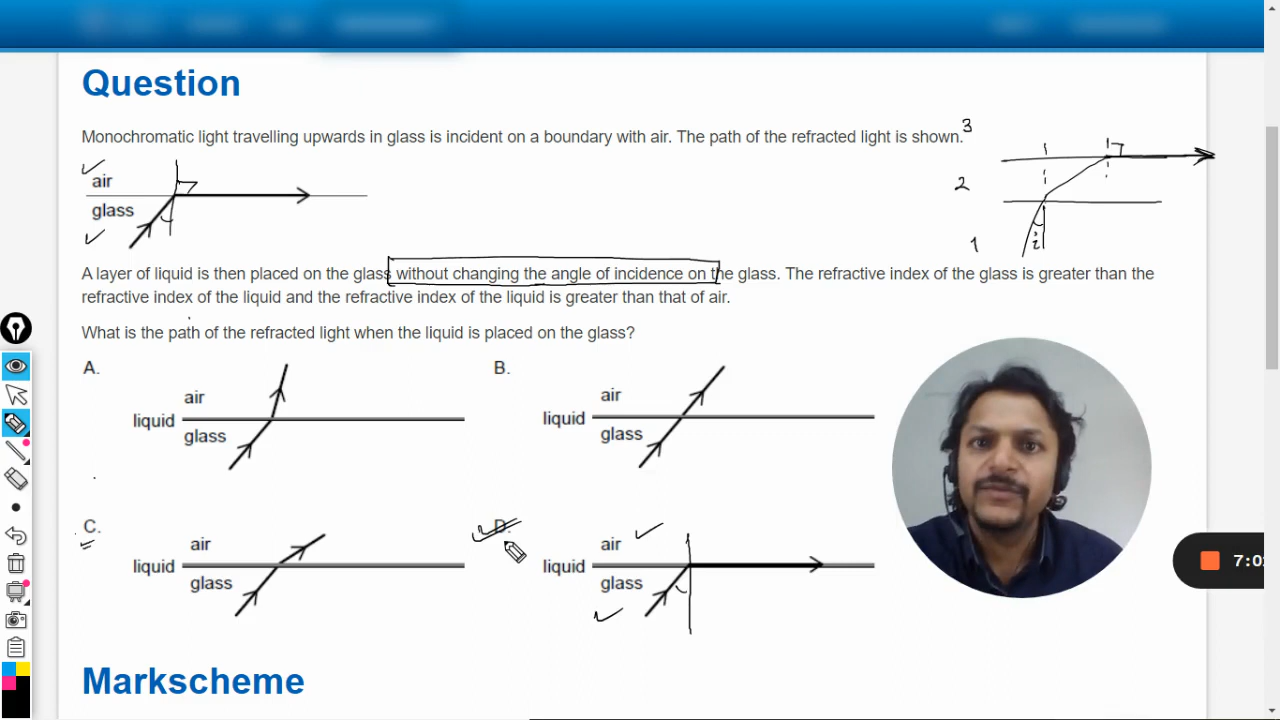 Question
Monochromatic light travelling upwards in glass is incident on a boundary with air. The path of the refracted light is shown.
3
air
glass
2
1
i
A layer of liquid is then placed on the glass without changing the angle of incidence on the glass. The refractive index of the glass is greater than the
refractive index of the liquid and the refractive index of the liquid is greater than that of air.
What is the path of the refracted light when the liquid is placed on the glass?
A.
air
liquid
glass
B.
air
liquid
glass
C.
air
liquid
glass
D.
air
liquid
glass
Markscheme